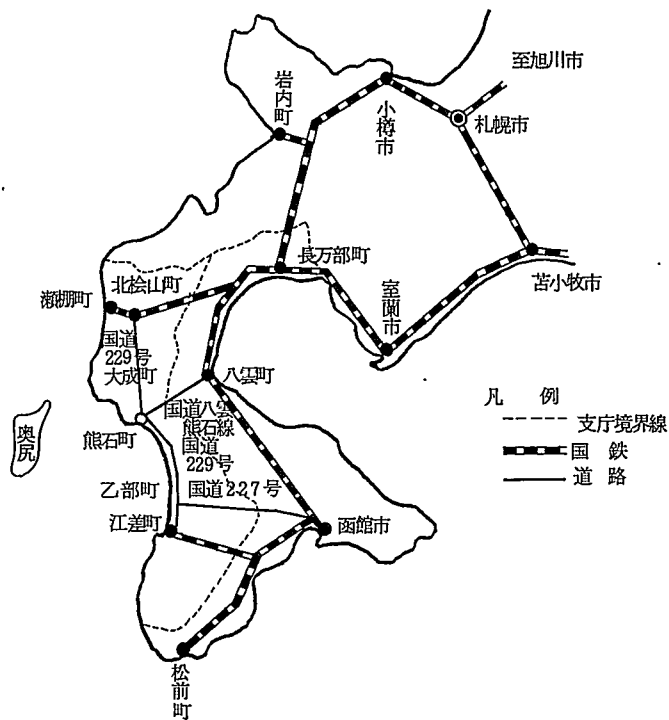 至旭川市
岩内町
小樽市
札幌市
長万部町
苫小牧市
室蘭市
北桧山町
瀬棚町
国道
229号
大成町
八雲町
国道八雲
熊石線
国道
229号
奥尻
熊石町
乙部町
国道227号
江差町
函館市
松前町
凡例
支庁境界線
国鉄
道路